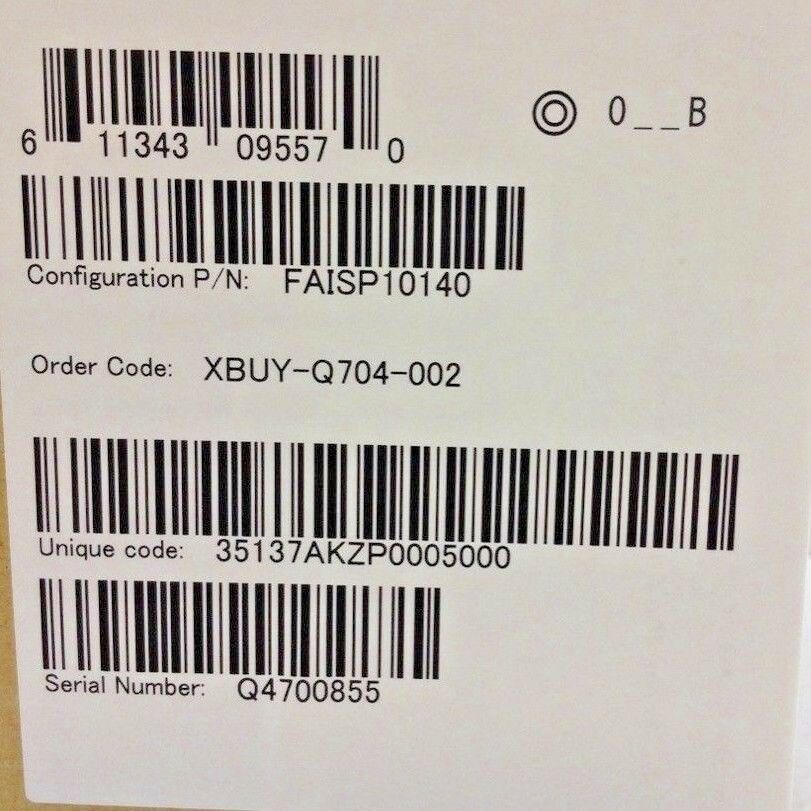 6 11343 09557 0
0__B
Configuration P/N: FAISP10140
Order Code: XBUY-Q704-002
Unique code: 35137AKZP0005000
Serial Number: Q4700855